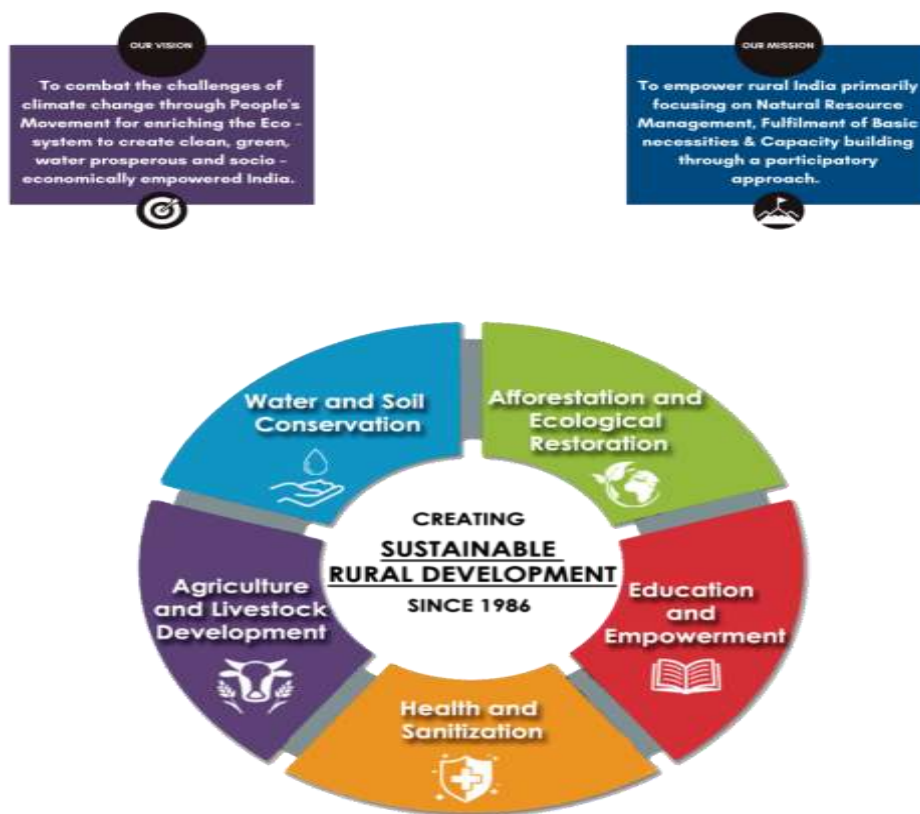 OUR VISION
To combat the challenges of
climate change through People's
Movement for enriching the Eco -
system to create clean, green,
water prosperous and socio -
economically empowered India.
OUR MISSION
To empower rural India primarily
focusing on Natural Resource
Management, Fulfilment of Basic
necessities & Capacity building
through a participatory
approach.
Water and Soil
Conservation
Afforestation and
Ecological
Restoration
CREATING
SUSTAINABLE
RURAL DEVELOPMENT
SINCE 1986
Agriculture
and Livestock
Development
Education
and
Empowerment
Health and
Sanitization